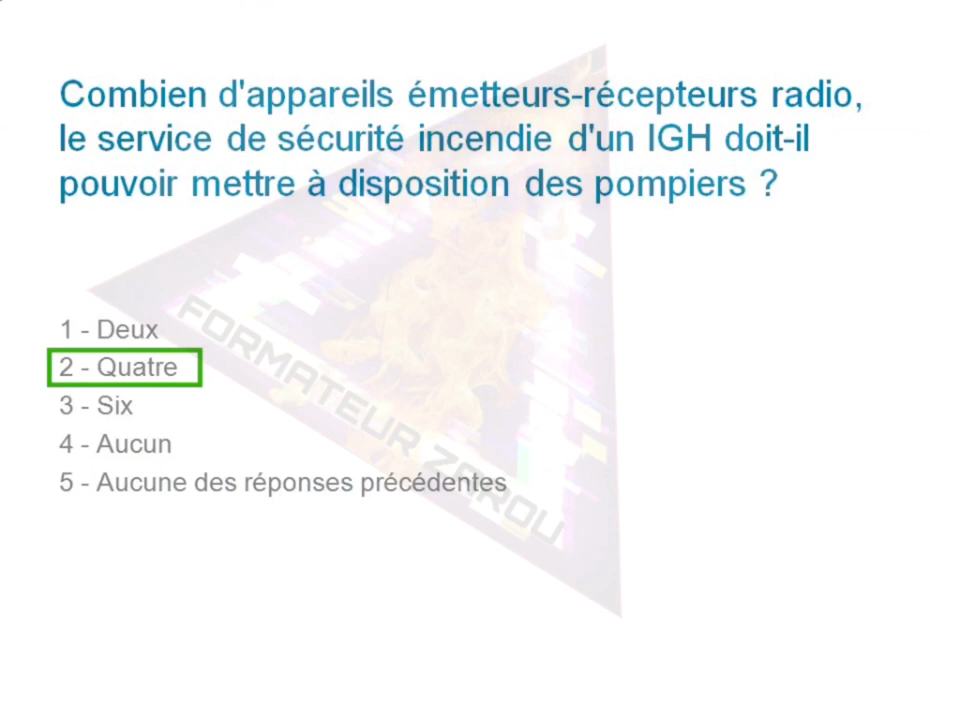 Combien d'appareils émetteurs-récepteurs radio,
le service de sécurité incendie d'un IGH doit-il
pouvoir mettre à disposition des pompiers ?
1 - Deux
2 - Quatre
3 - Six
4 - Aucun
5 - Aucune des réponses précédentes
FORMATEUR ZAROU